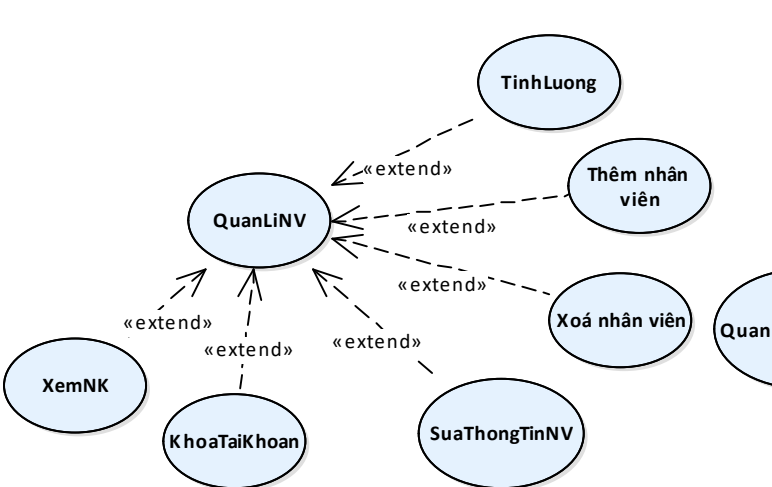 TinhLuong
«extend»
Thêm nhân
viên
QuanLiNV
«extend»
«extend»
Xoá nhân viên
Quan
«extend»
«extend»
«extend»
XemNK
KhoaTaiKhoan
SuaThongTinNV